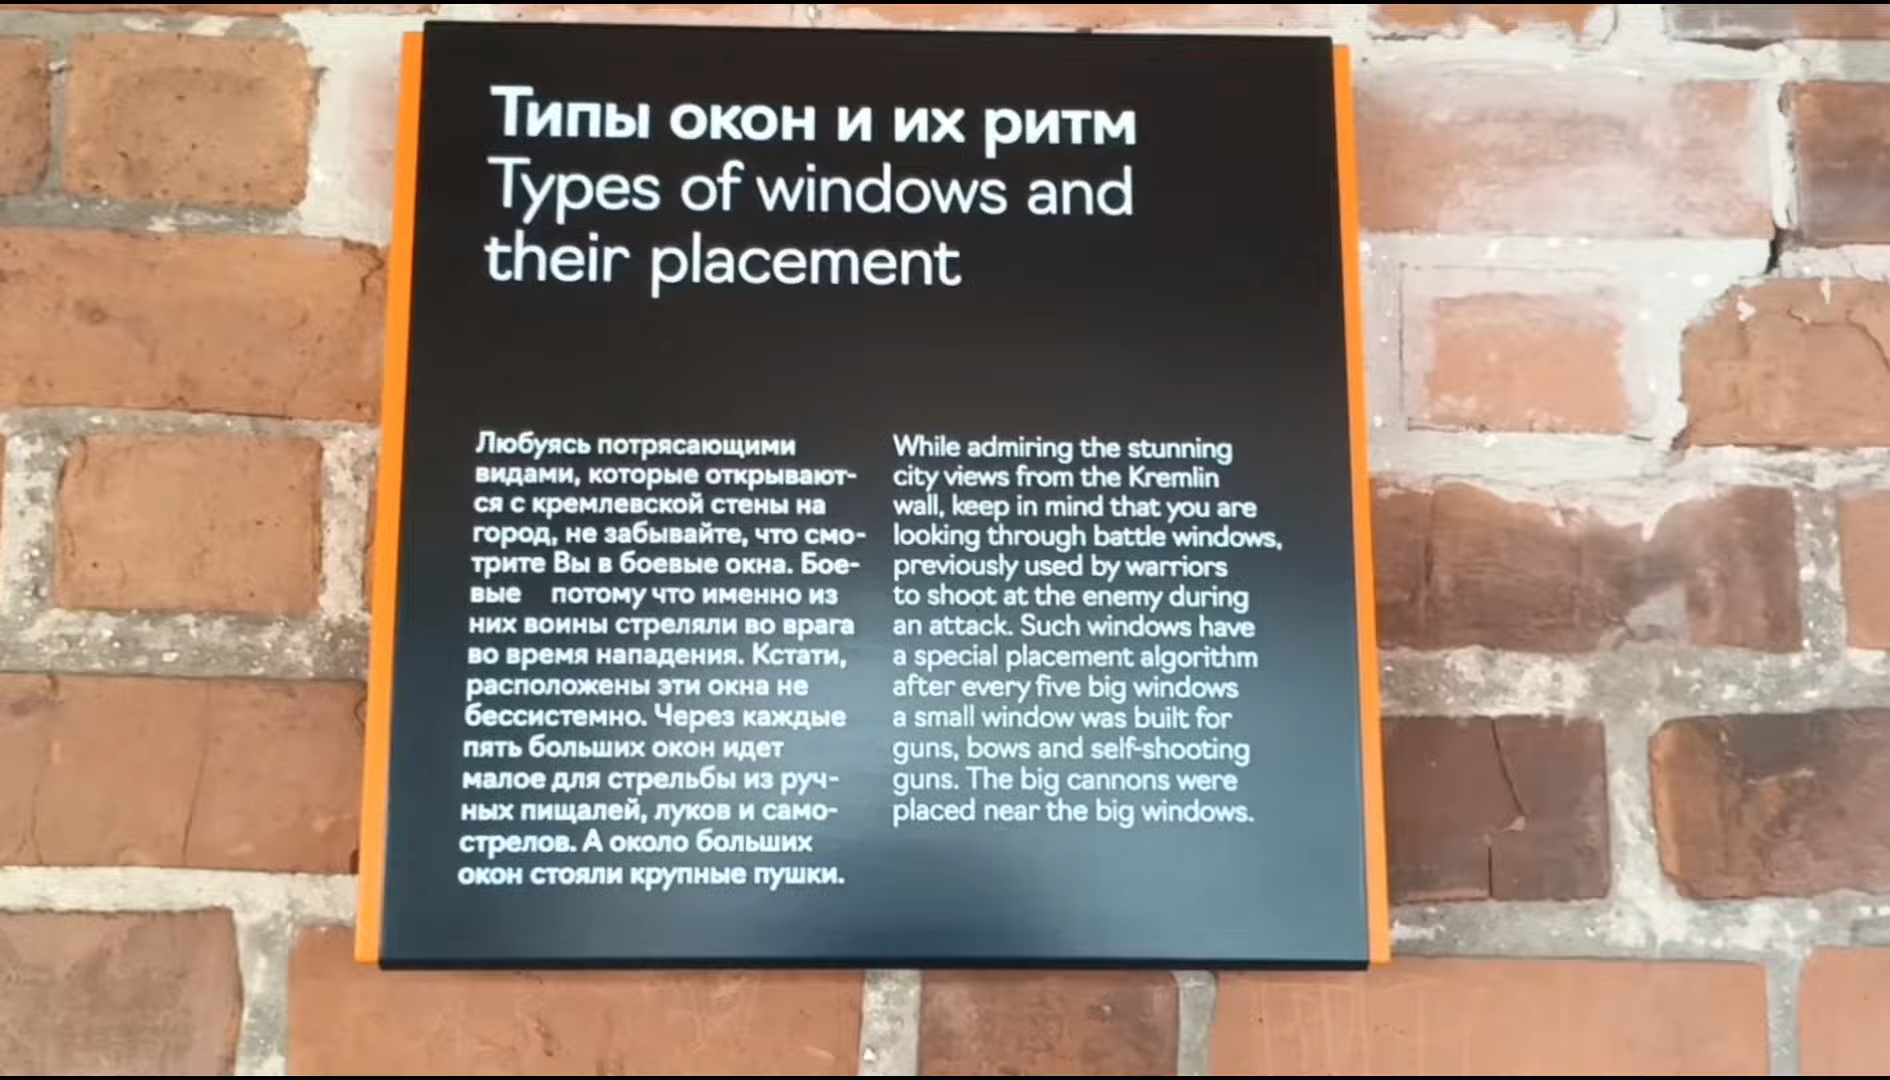 Типы окон и их ритм
Types of windows and
their placement
Любуясь потрясающими
видами, которые открывают-
ся с кремлевской стены на
город, не забывайте, что смо-
трите Вы в боевые окна. Бое-
вые потому что именно из
них воины стреляли во врага
во время нападения. Кстати,
расположены эти окна не
бессистемно. Через каждые
пять больших окон идет
малое для стрельбы из руч-
ных пищалей, луков и само-
стрелов. А около больших
окон стояли крупные пушки.
While admiring the stunning
city views from the Kremlin
wall, keep in mind that you are
looking through battle windows,
previously used by warriors
to shoot at the enemy during
an attack. Such windows have
a special placement algorithm
after every five big windows
a small window was built for
guns, bows and self-shooting
guns. The big cannons were
placed near the big windows.